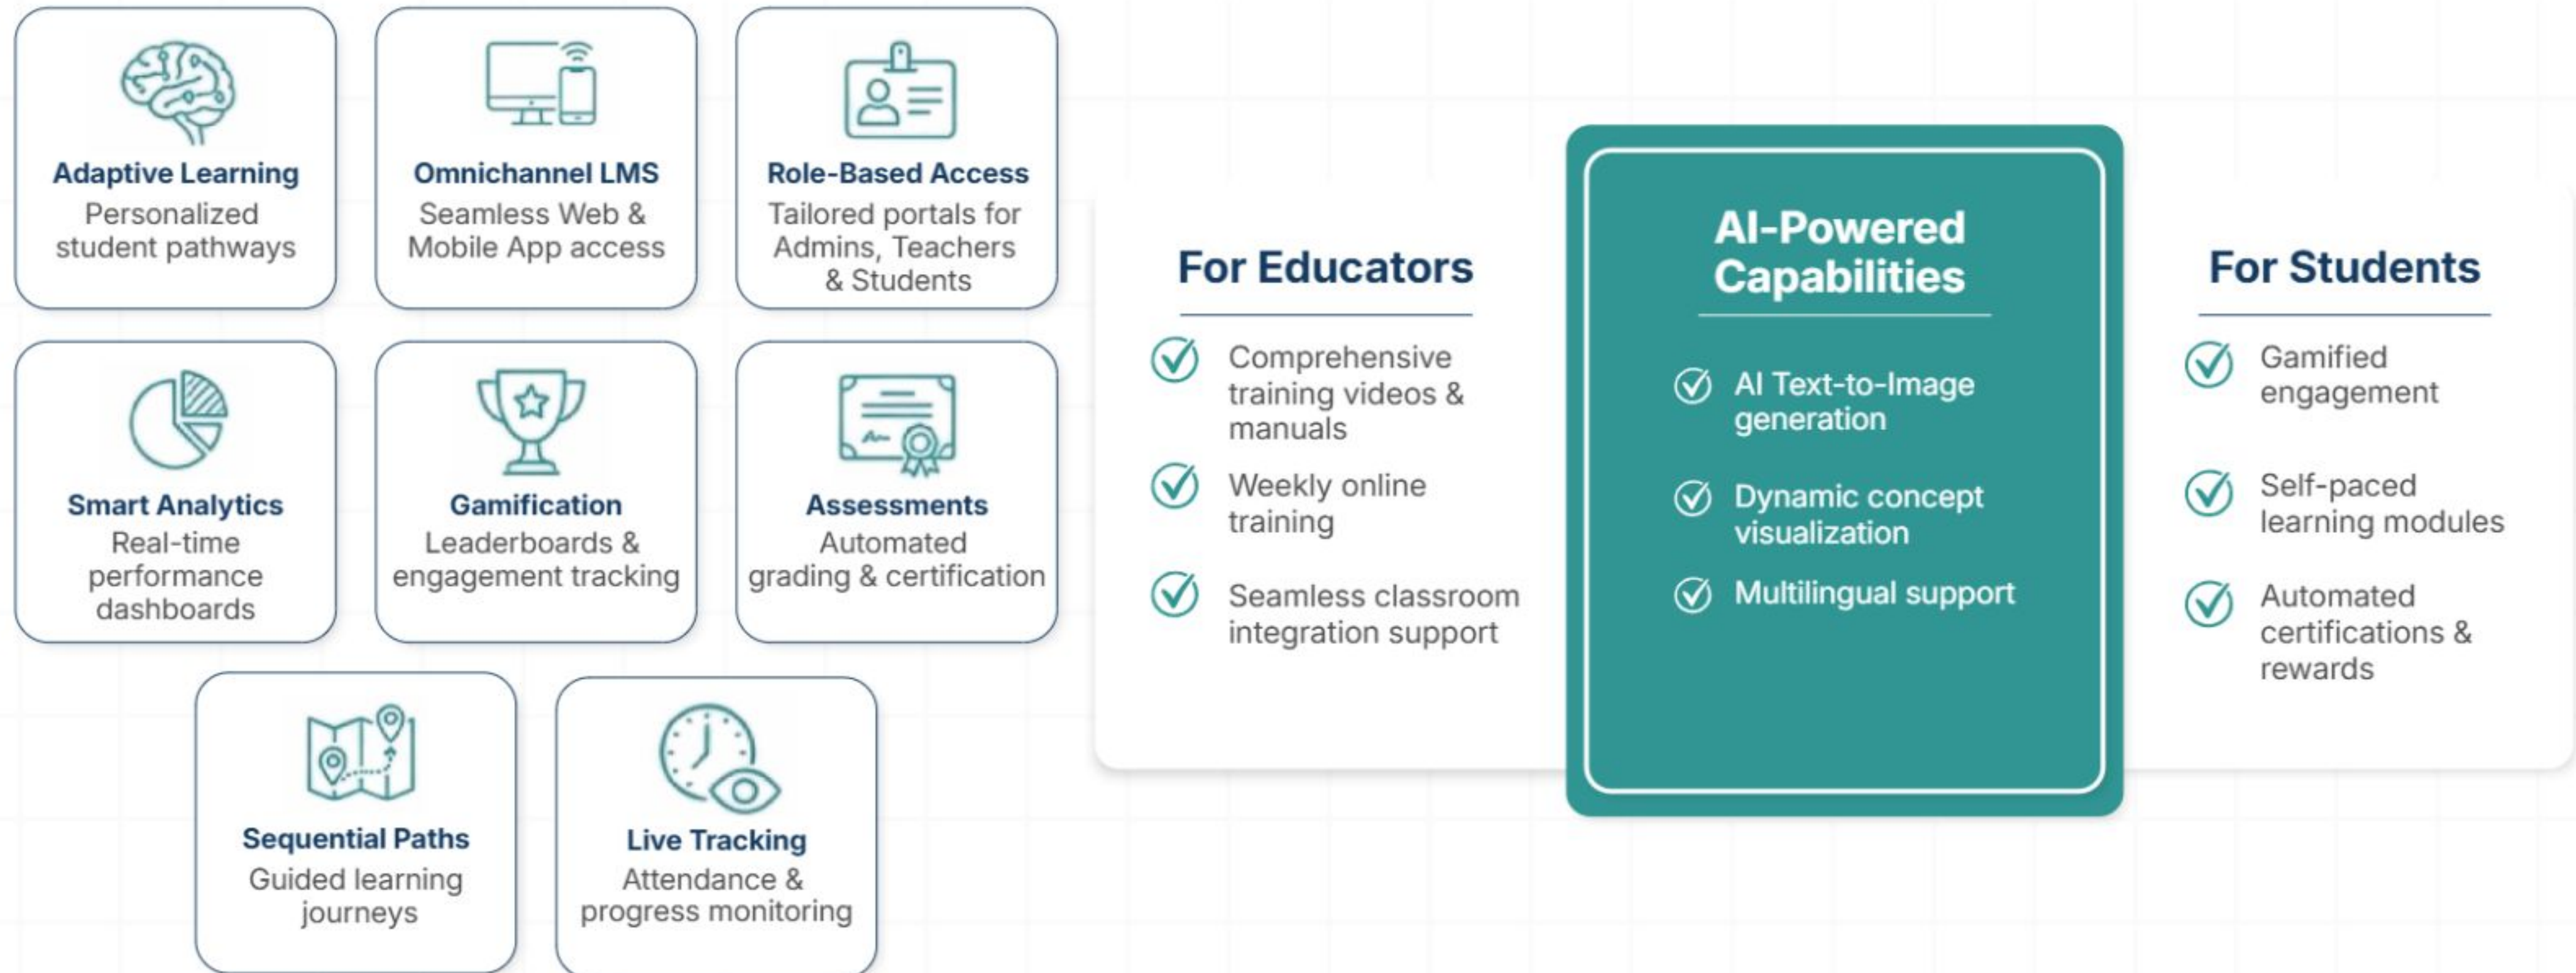 Adaptive Learning
Personalized
student pathways
Omnichannel LMS
Seamless Web &
Mobile App access
Role-Based Access
Tailored portals for
Admins, Teachers
& Students
Smart Analytics
Real-time
performance
dashboards
Gamification
Leaderboards &
engagement tracking
Assessments
Automated
grading & certification
Sequential Paths
Guided learning
journeys
Live Tracking
Attendance &
progress monitoring
For Educators
Comprehensive
training videos &
manuals
Weekly online
training
Seamless classroom
integration support
AI-Powered
Capabilities
AI Text-to-Image
generation
Dynamic concept
visualization
Multilingual support
For Students
Gamified
engagement
Self-paced
learning modules
Automated
certifications &
rewards